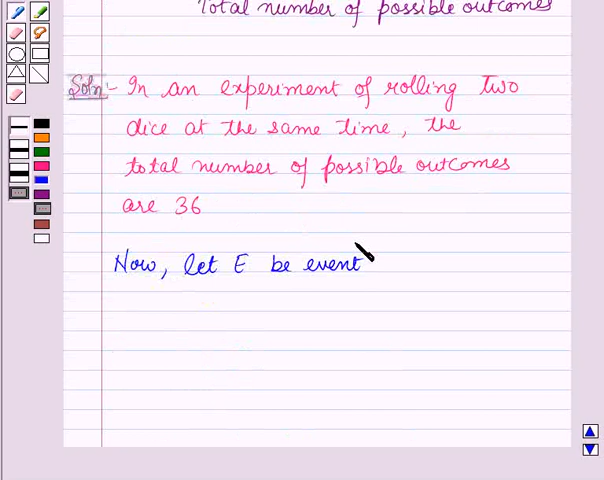 Total number of possible outcomes
Soln:- In an experiment of rolling two
dice at the same time, the
total number of possible outcomes
are 36
Now, let E be event